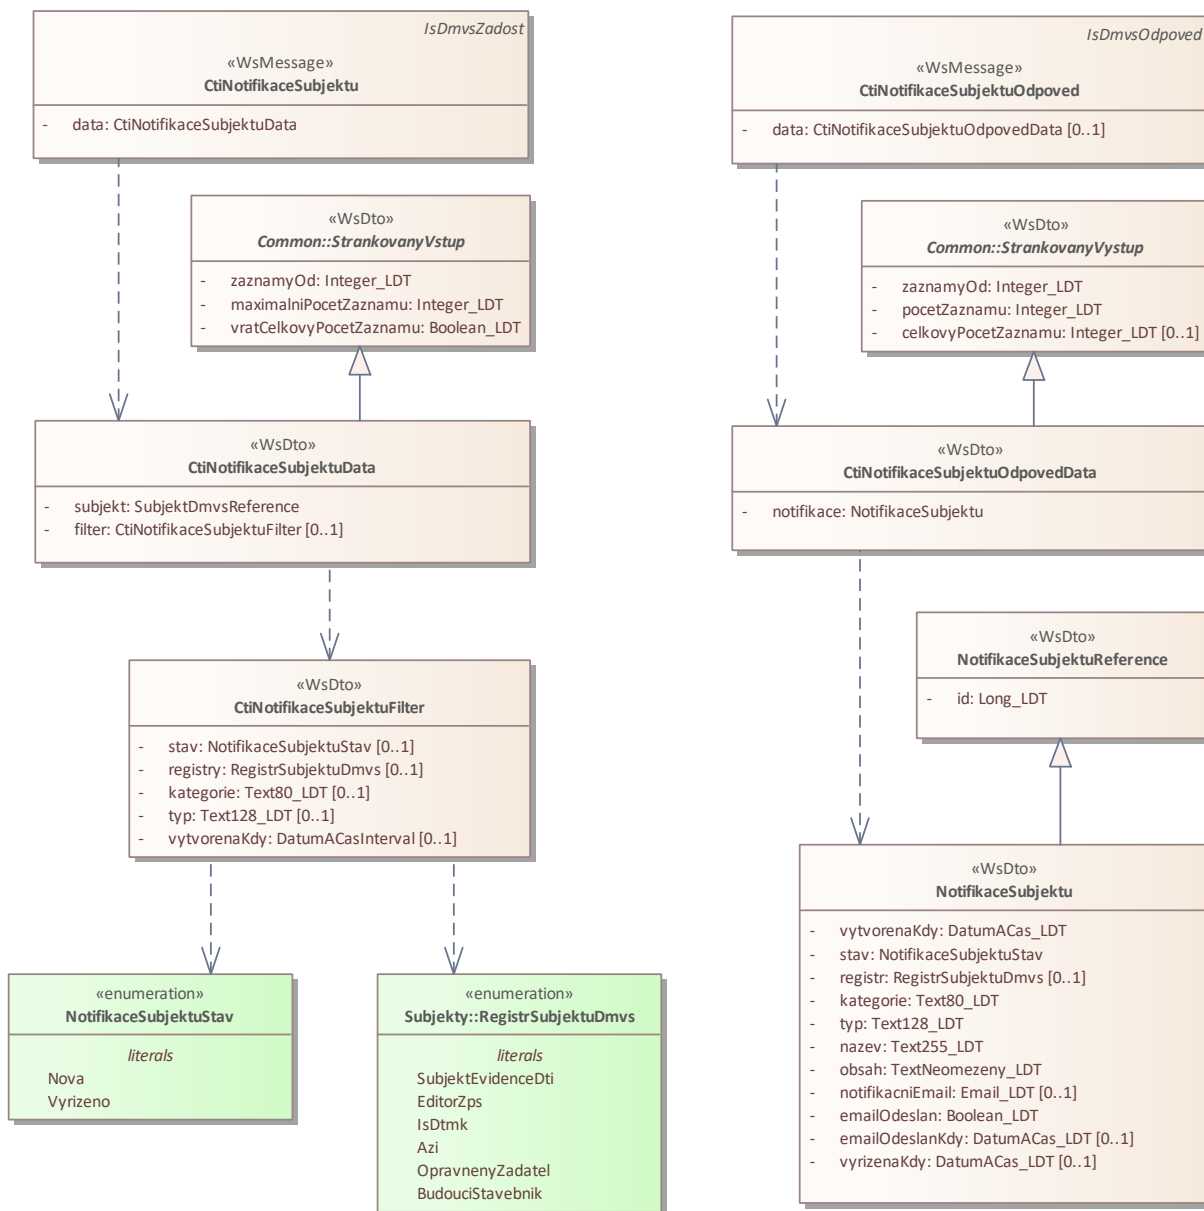 IsDmvsZadost
«WsMessage»
CtiNotifikaceSubjektu
- data: CtiNotifikaceSubjektuData
«WsDto»
Common::StrankovanyVstup
- zaznamyOd: Integer_LDT
- maximalniPocetZaznamu: Integer_LDT
- vratCelkovyPocetZaznamu: Boolean_LDT
«WsDto»
CtiNotifikaceSubjektuData
- subjekt: SubjektDmvsReference
- filter: CtiNotifikaceSubjektuFilter [0..1]
«WsDto»
CtiNotifikaceSubjektuFilter
- stav: NotifikaceSubjektuStav [0..1]
- registry: RegistrSubjektuDmvs [0..1]
- kategorie: Text80_LDT [0..1]
- typ: Text128_LDT [0..1]
- vytvorenaKdy: DatumACasInterval [0..1]
«enumeration»
NotifikaceSubjektuStav
literals
Nova
Vyrizeno
«enumeration»
Subjekty::RegistrSubjektuDmvs
literals
SubjektEvidenceDti
EditorZps
IsDtmk
Azi
OpravnenyZadatel
BudouciStavebnik
IsDmvsOdpoved
«WsMessage»
CtiNotifikaceSubjektuOdpoved
- data: CtiNotifikaceSubjektuOdpovedData [0..1]
«WsDto»
Common::StrankovanyVystup
- zaznamyOd: Integer_LDT
- pocetZaznamu: Integer_LDT
- celkovyPocetZaznamu: Integer_LDT [0..1]
«WsDto»
CtiNotifikaceSubjektuOdpovedData
- notifikace: NotifikaceSubjektu
«WsDto»
NotifikaceSubjektuReference
- id: Long_LDT
«WsDto»
NotifikaceSubjektu
- vytvorenaKdy: DatumACas_LDT
- stav: NotifikaceSubjektuStav
- registr: RegistrSubjektuDmvs [0..1]
- kategorie: Text80_LDT
- typ: Text128_LDT
- nazev: Text255_LDT
- obsah: TextNeomezeny_LDT
- notifikacniEmail: Email_LDT [0..1]
- emailOdeslan: Boolean_LDT
- emailOdeslanKdy: DatumACas_LDT [0..1]
- vyrizenaKdy: DatumACas_LDT [0..1]